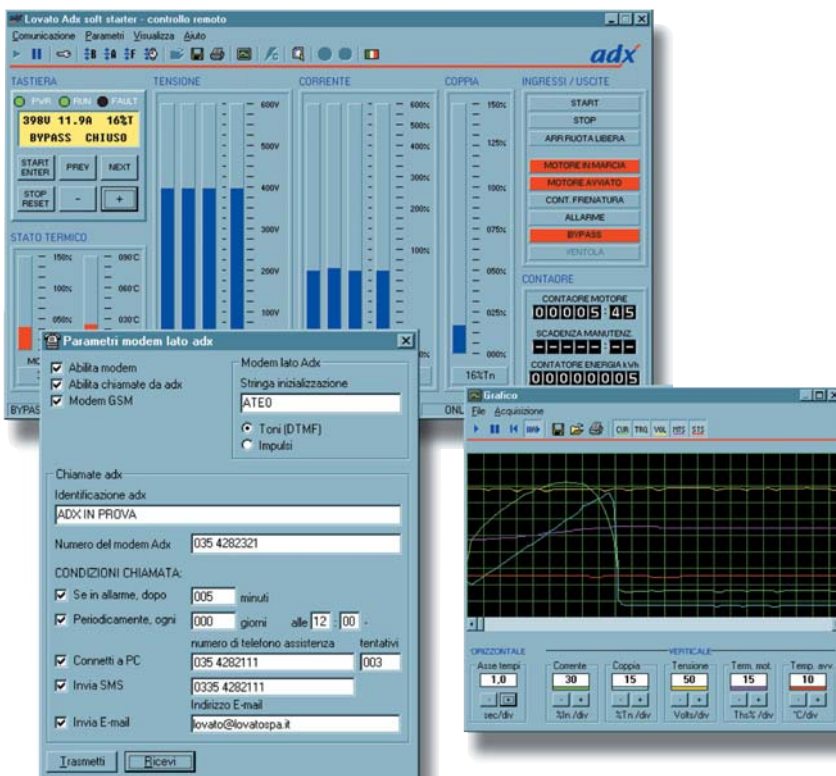 Lovato Adx soft starter - controllo remoto
Comunicazione Parametri Visualizza Aiuto
adx
TASTIERA
TENSIONE
CORRENTE
COPPIA
INGRESSI / USCITE
PWR RUN FAULT
398V 11.9A 16%T
BYPASS CHIUSO
START ENTER
PREV
NEXT
STOP RESET
-
+
STATO TERMICO
150%
100%
050%
090°C
060°C
030°C
600V
500V
400V
300V
200V
100V
600%
500%
400%
300%
200%
100%
150%
125%
100%
075%
050%
025%
000%
16%Tn
START
STOP
ARR RUOTA LIBERA
MOTORE IN MARCIA
MOTORE AVVIATO
CONT. FRENATURA
ALLARME
BYPASS
VENTOLA
CONTAORE
CONTAORE MOTORE
00005:45
SCADENZA MANUTENZ.
-----:--
CONTATORE ENERGIA kWh
0000005
Parametri modem lato adx
Abilita modem
Abilita chiamate da adx
Modem GSM
Modem lato Adx
Stringa inizializzazione
ATE0
Toni (DTMF)
Impulsi
Chiamate adx
Identificazione adx
ADX IN PROVA
Numero del modem Adx 035 4282321
CONDIZIONI CHIAMATA:
Se in allarme, dopo 005 minuti
Periodicamente, ogni 000 giorni alle 12 : 00 -
numero di telefono assistenza tentativi
Connetti a PC 035 4282111 003
Invia SMS 0335 4282111
Indirizzo E-mail
Invia E-mail lovato@lovatospa.it
Trasmetti Ricevi
Grafico
File Acquisizione
CUR TRQ VOL MTS STS
ORIZZONTALE
VERTICALE
Asse tempi Corrente Coppia Tensione Term. mot. Temp. avv
1,0 30 15 50 15 10
- + - + - + - + - + - +
sec/div %In /div %Tn /div Volts/div Ths% /div °C/div